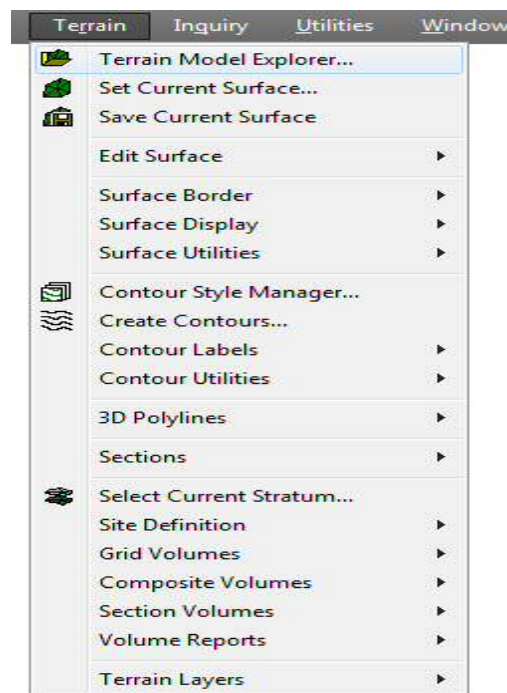 Terrain Inquiry Utilities Window
Terrain Model Explorer...
Set Current Surface...
Save Current Surface
Edit Surface
Surface Border
Surface Display
Surface Utilities
Contour Style Manager...
Create Contours...
Contour Labels
Contour Utilities
3D Polylines
Sections
Select Current Stratum...
Site Definition
Grid Volumes
Composite Volumes
Section Volumes
Volume Reports
Terrain Layers